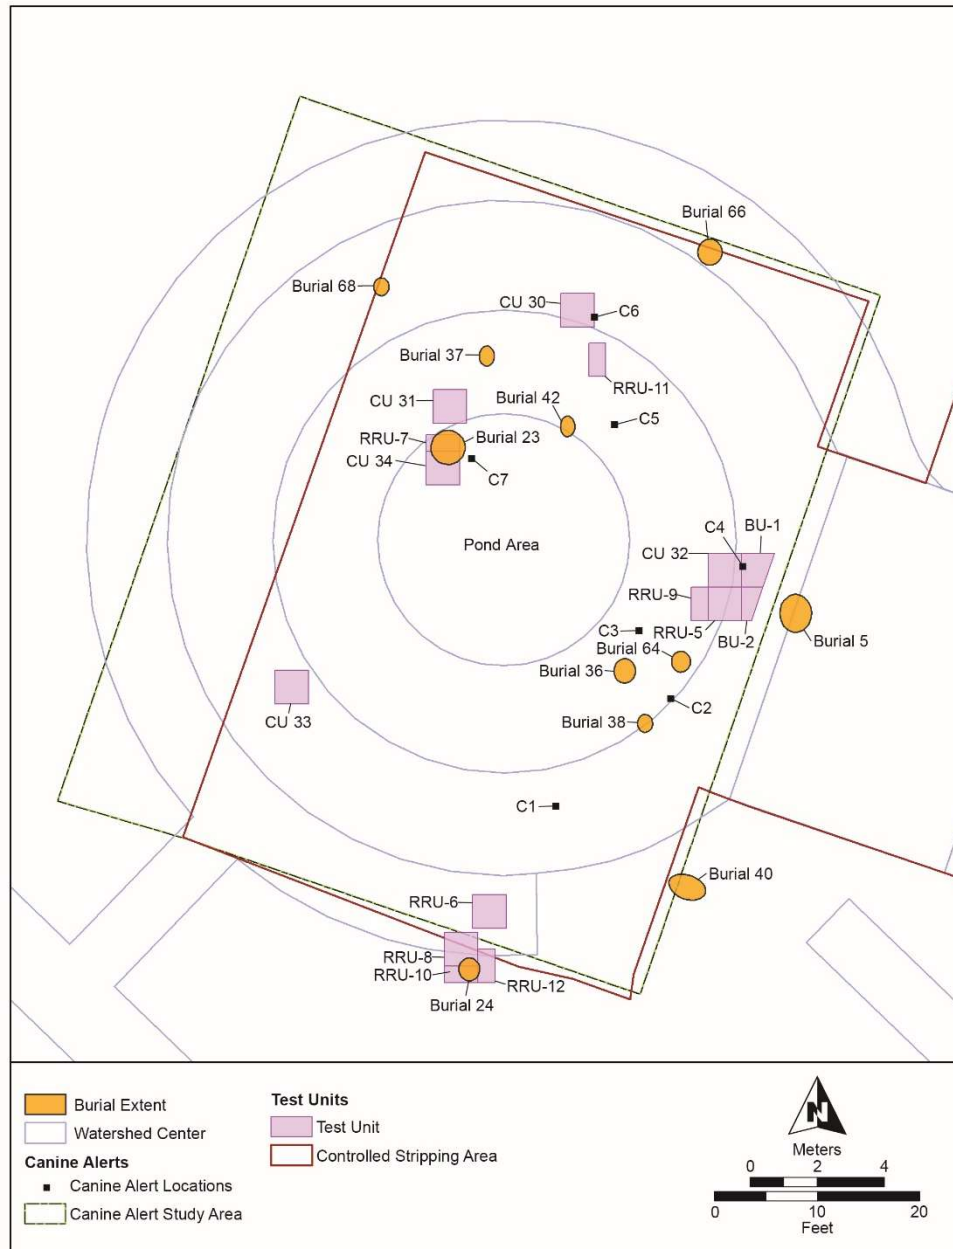 Burial 66
Burial 68
CU 30
C6
Burial 37
RRU-11
CU 31
Burial 42
C5
RRU-7
Burial 23
CU 34
C7
Pond Area
C4
BU-1
CU 32
RRU-9
C3
RRU-5
BU-2
Burial 5
Burial 64
Burial 36
CU 33
C2
Burial 38
C1
Burial 40
RRU-6
RRU-8
RRU-10
RRU-12
Burial 24
Burial Extent
Watershed Center
Canine Alerts
Canine Alert Locations
Canine Alert Study Area
Test Units
Test Unit
Controlled Stripping Area
N
Meters
0 2 4
0 10 20
Feet